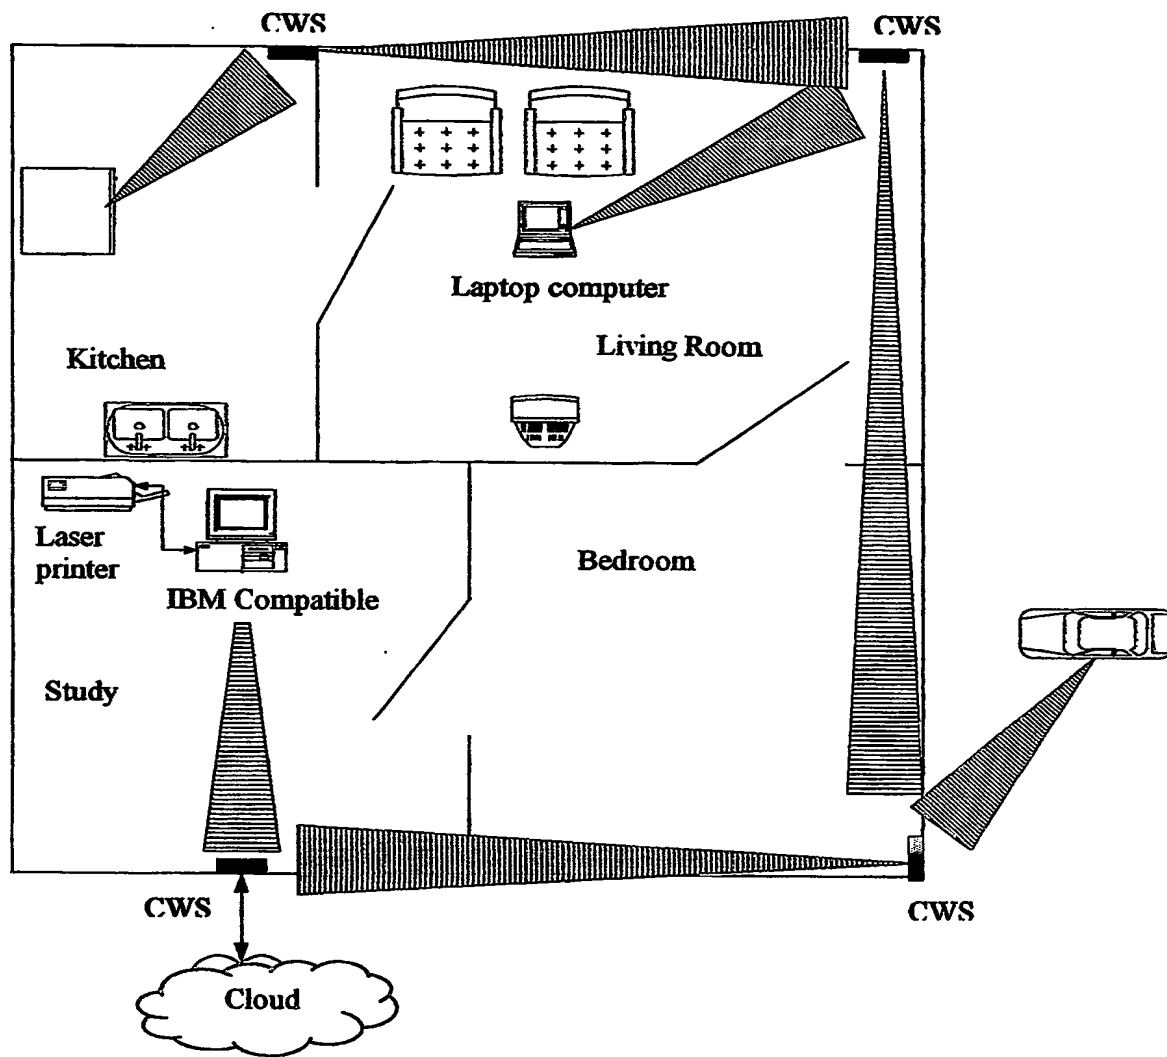 CWS
CWS
Laptop computer
Living Room
Kitchen
Laser
printer
IBM Compatible
Bedroom
Study
CWS
CWS
Cloud